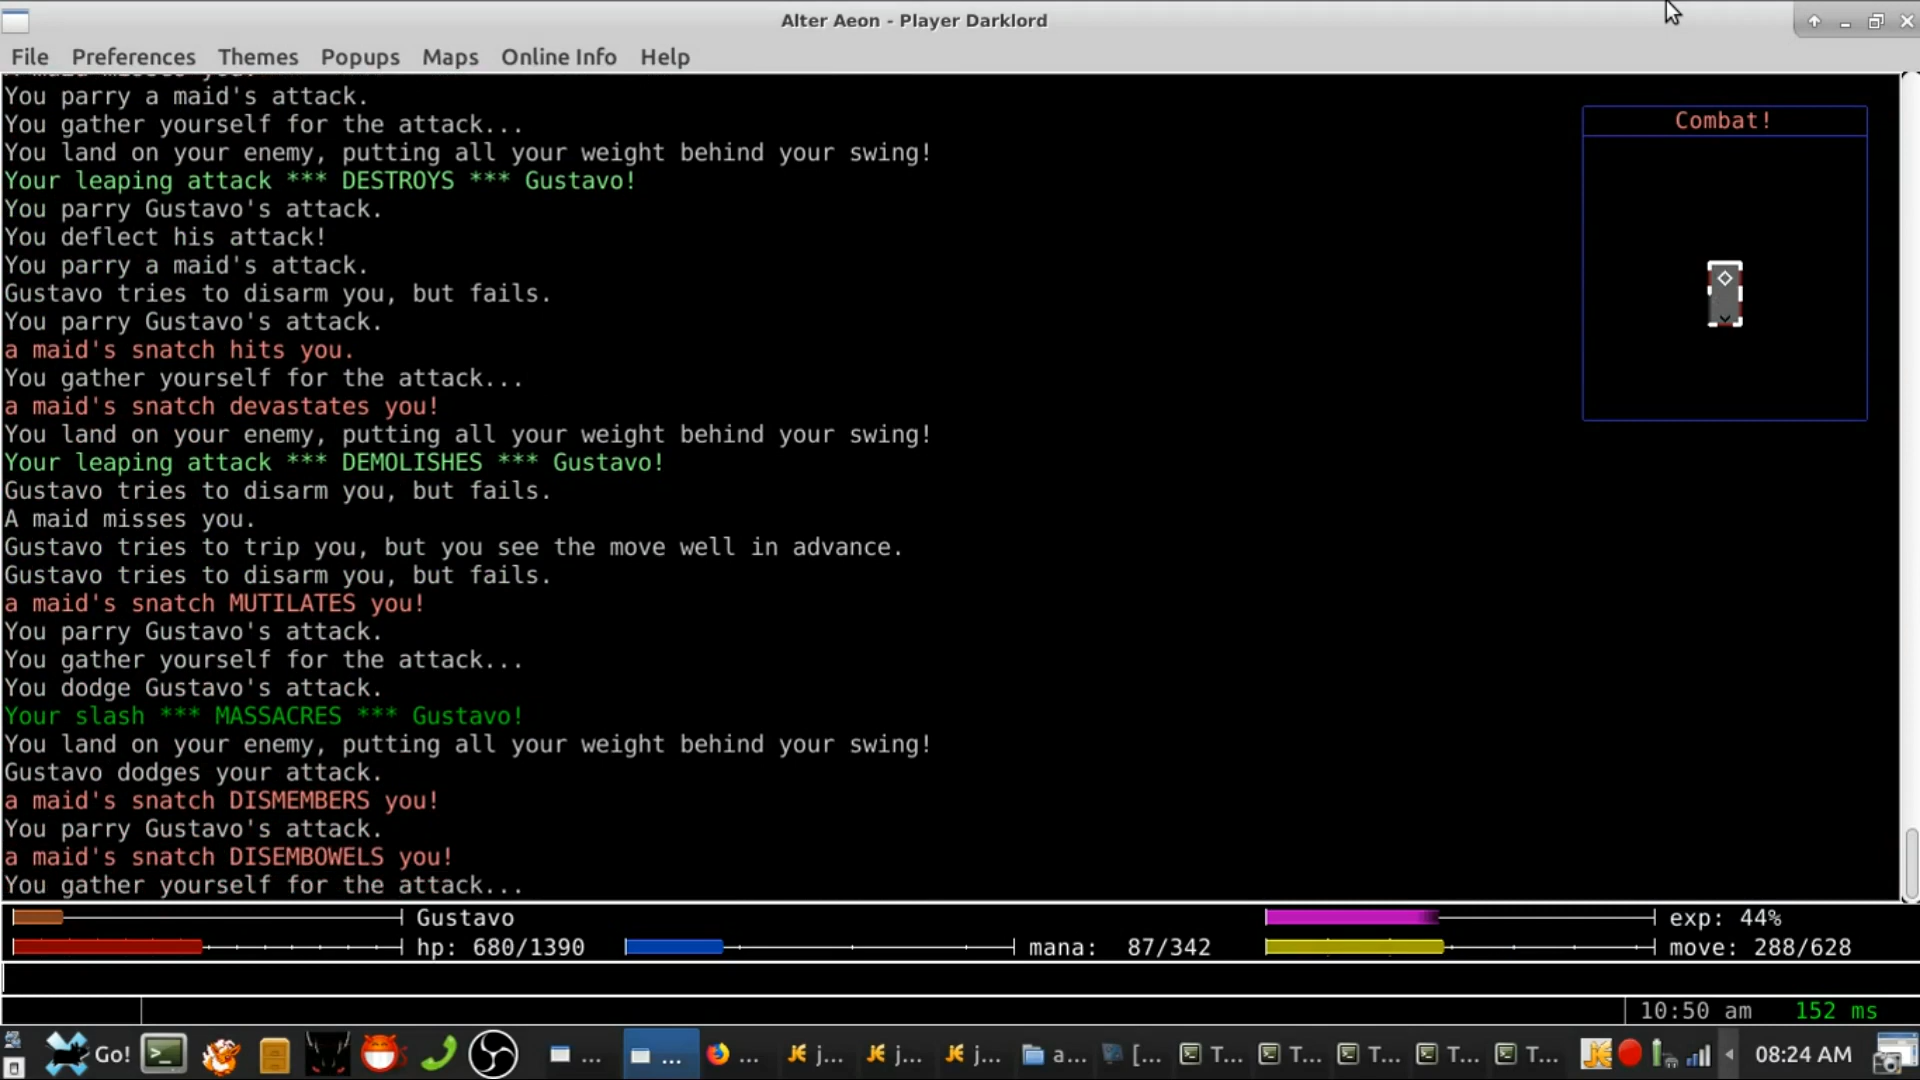 Alter Aeon - Player Darklord
File Preferences Themes Popups Maps Online Info Help
You parry a maid's attack.
You gather yourself for the attack...
You land on your enemy, putting all your weight behind your swing!
Your leaping attack *** DESTROYS *** Gustavo!
You parry Gustavo's attack.
You deflect his attack!
You parry a maid's attack.
Gustavo tries to disarm you, but fails.
You parry Gustavo's attack.
a maid's snatch hits you.
You gather yourself for the attack...
a maid's snatch devastates you!
You land on your enemy, putting all your weight behind your swing!
Your leaping attack *** DEMOLISHES *** Gustavo!
Gustavo tries to disarm you, but fails.
A maid misses you.
Gustavo tries to trip you, but you see the move well in advance.
Gustavo tries to disarm you, but fails.
a maid's snatch MUTILATES you!
You parry Gustavo's attack.
You gather yourself for the attack...
You dodge Gustavo's attack.
Your slash *** MASSACRES *** Gustavo!
You land on your enemy, putting all your weight behind your swing!
Gustavo dodges your attack.
a maid's snatch DISMEMBERS you!
You parry Gustavo's attack.
a maid's snatch DISEMBOWELS you!
You gather yourself for the attack...
Combat!
Gustavo exp: 44%
hp: 680/1390 mana: 87/342 move: 288/628
10:50 am 152 ms
Go! ... ... ... j... j... j... a... [... T... T... T... T... T... 08:24 AM